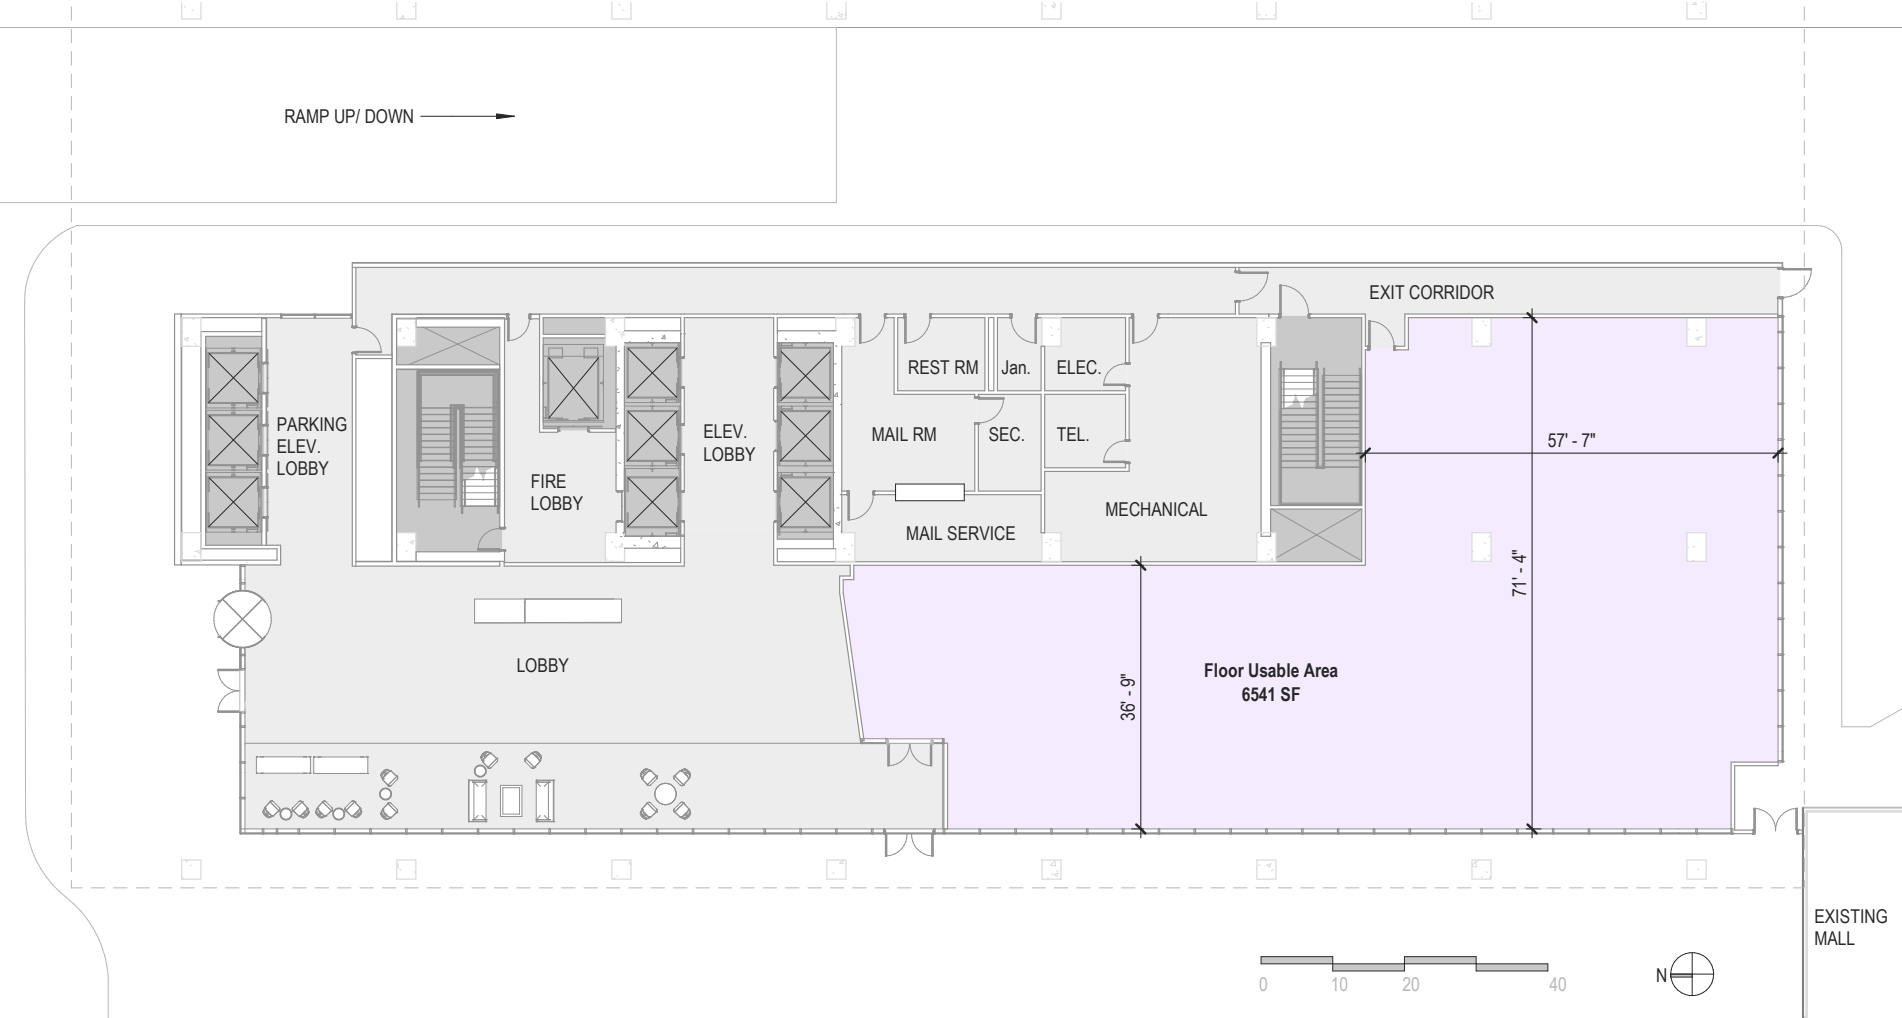 RAMP UP/ DOWN
EXIT CORRIDOR
REST RM
Jan.
ELEC.
PARKING
ELEV.
LOBBY
ELEV.
LOBBY
MAIL RM
SEC.
TEL.
57' - 7"
FIRE
LOBBY
MECHANICAL
MAIL SERVICE
71' - 4"
LOBBY
Floor Usable Area
6541 SF
36' - 9"
EXISTING
MALL
0 10 20 40
N